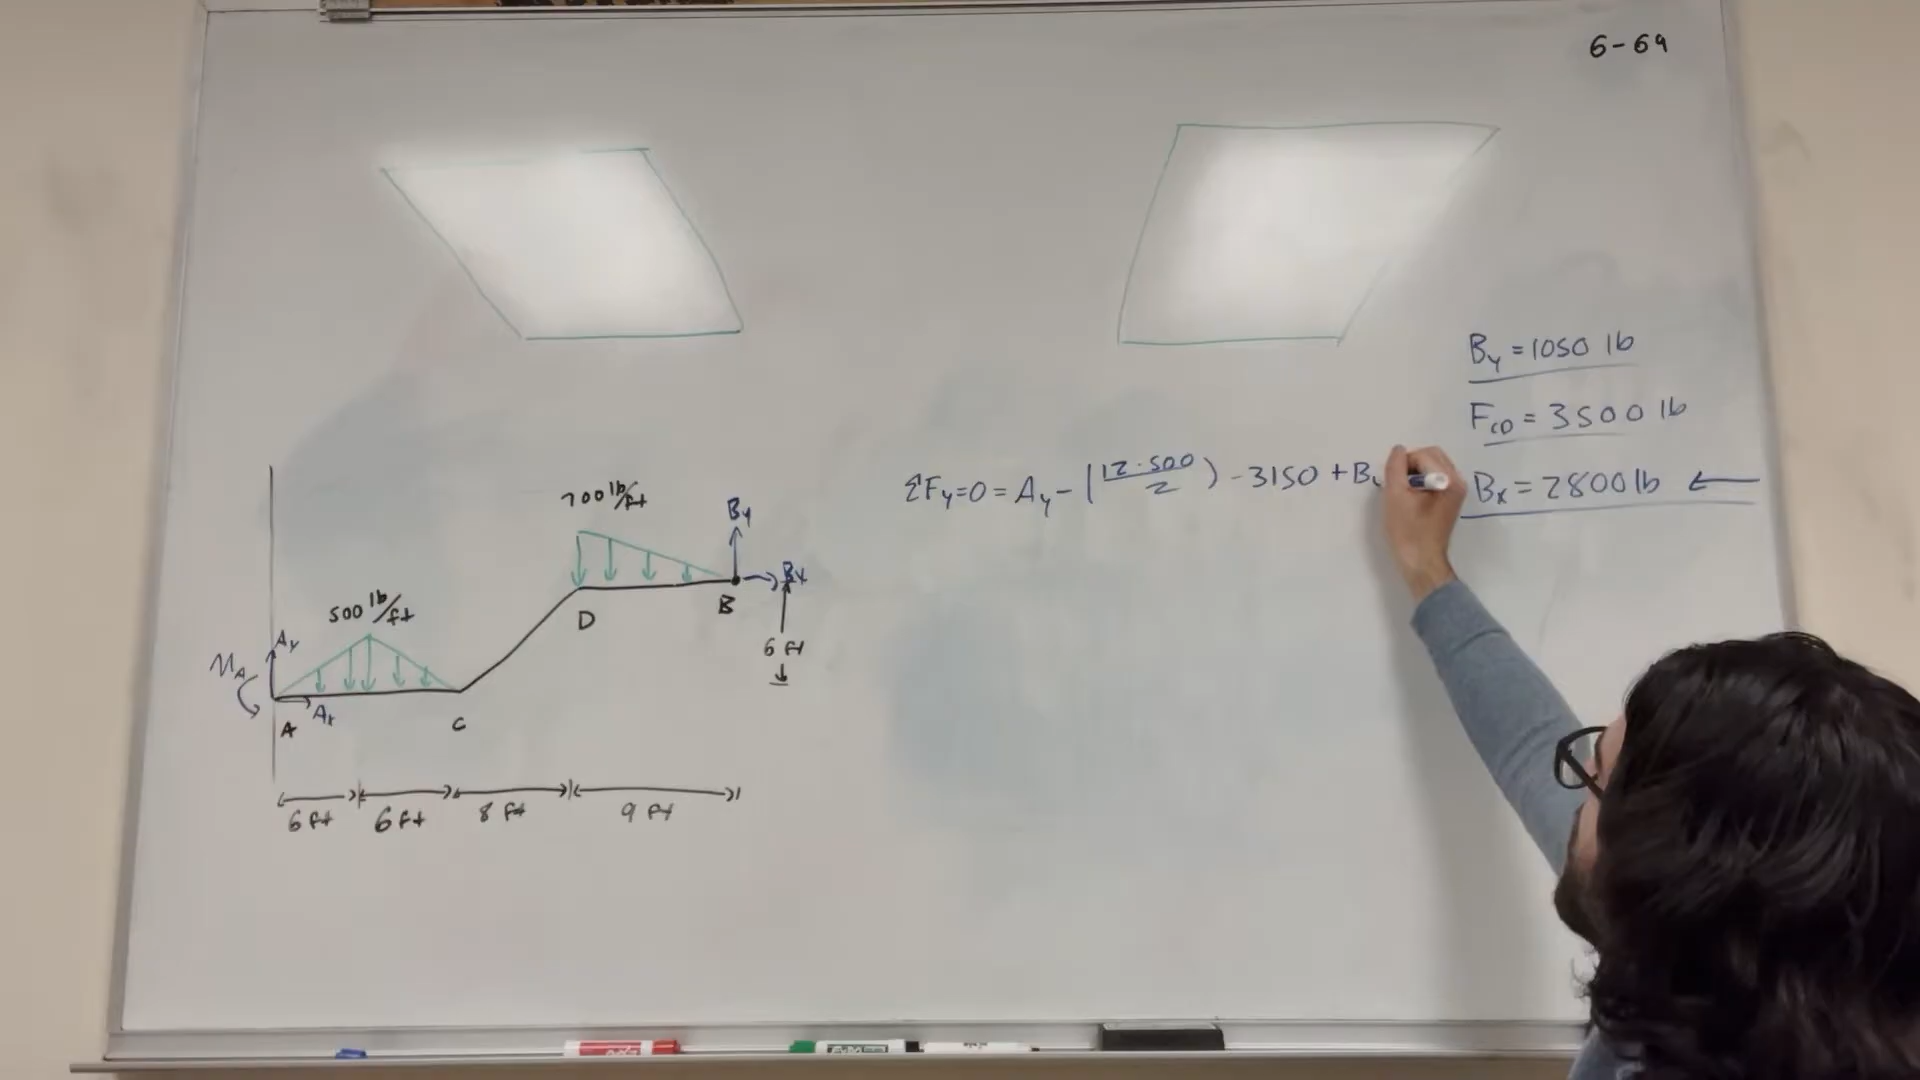 6-69
By = 1050 lb
FCD = 3500 lb
ΣFy=0 = Ay - (12·500/2) - 3150 + By
Bx = 2800 lb ←
700 lb/ft
By
Bx
B
D
6 ft
500 lb/ft
Ay
MA
Ax
A
C
6 ft 6 ft 8 ft 9 ft